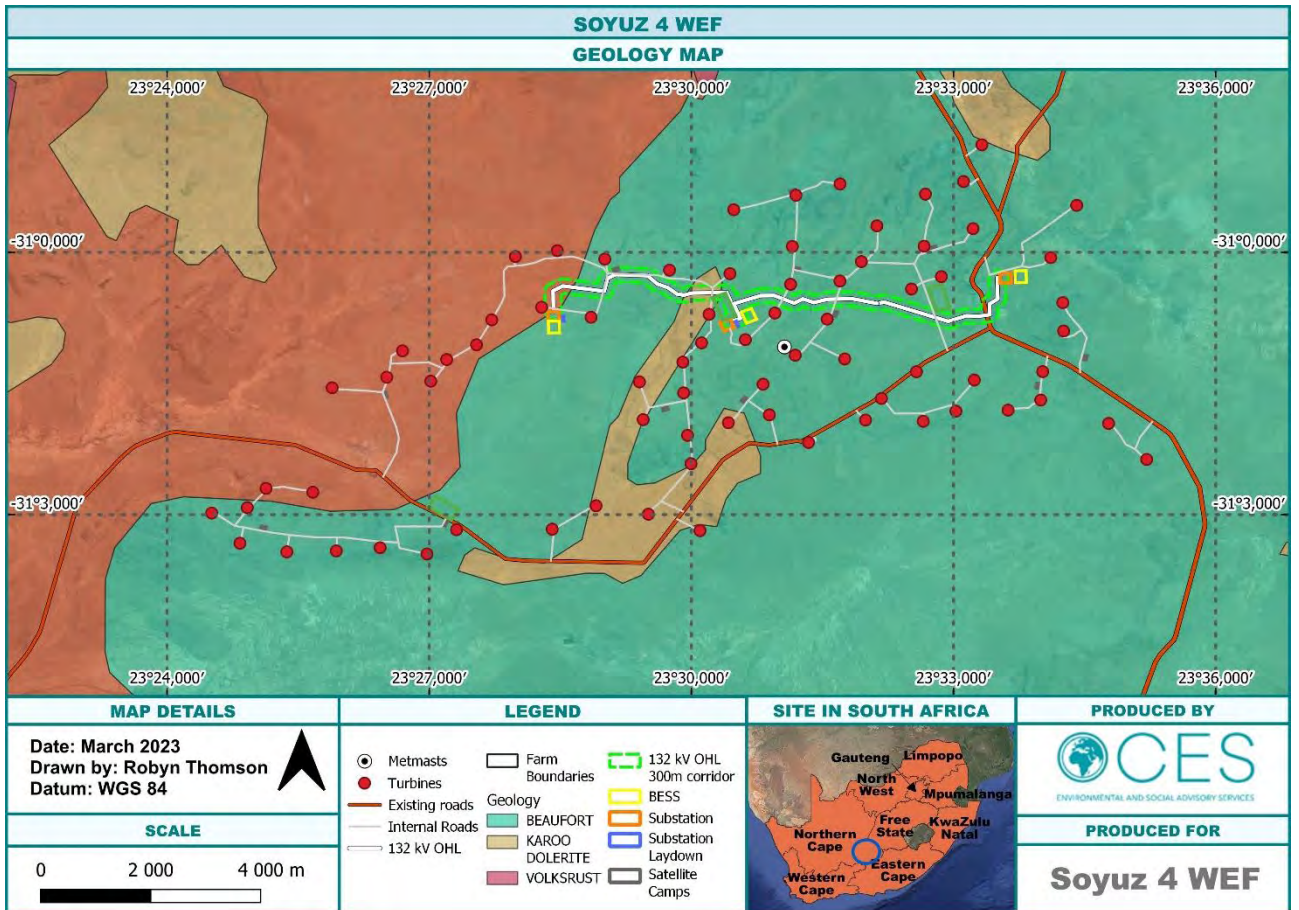 SOYUZ 4 WEF
GEOLOGY MAP
23°24,000′ 23°27,000′ 23°30,000′ 23°33,000′ 23°36,000′
-31°0,000′ -31°0,000′
-31°3,000′ -31°3,000′
23°24,000′ 23°27,000′ 23°30,000′ 23°33,000′ 23°36,000′
MAP DETAILS
Date: March 2023
Drawn by: Robyn Thomson
Datum: WGS 84
SCALE
0 2 000 4 000 m
LEGEND
Metmasts
Turbines
Existing roads
Internal Roads
132 kV OHL
Farm
Boundaries
Geology
BEAUFORT
KAROO
DOLERITE
VOLKSRUST
132 kV OHL
300m corridor
BESS
Substation
Substation
Laydown
Satellite
Camps
SITE IN SOUTH AFRICA
Gauteng
Limpopo
North
West
Mpumalanga
Free
State
KwaZulu
Natal
Northern
Cape
Eastern
Cape
Western
Cape
PRODUCED BY
CES
ENVIRONMENTAL AND SOCIAL ADVISORY SERVICES
PRODUCED FOR
Soyuz 4 WEF